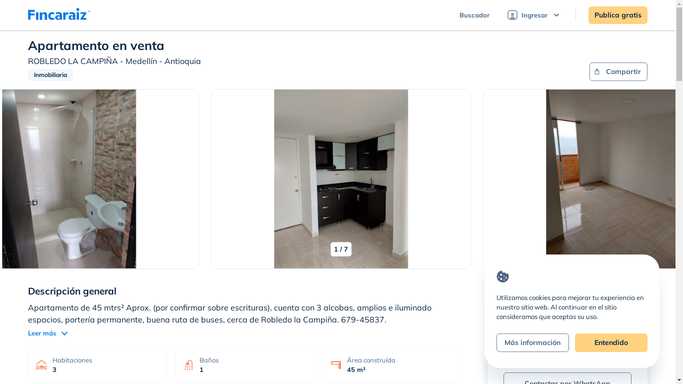 Fincaraiz
Buscador
Ingresar
Publica gratis
Apartamento en venta
ROBLEDO LA CAMPIÑA - Medellín - Antioquia
Inmobiliaria
Compartir
1 / 7
Descripción general
Apartamento de 45 mtrs² Aprox. (por confirmar sobre escrituras), cuenta con 3 alcobas, amplios e iluminado
espacios, portería permanente, buena ruta de buses, cerca de Robledo la Campiña. 679-45837.
Leer más
Habitaciones
3
Baños
1
Área construída
45 m²
Utilizamos cookies para mejorar tu experiencia en
nuestro sitio web. Al continuar en el sitio
consideramos que aceptas su uso.
Más información
Entendido
Contactar por WhatsApp